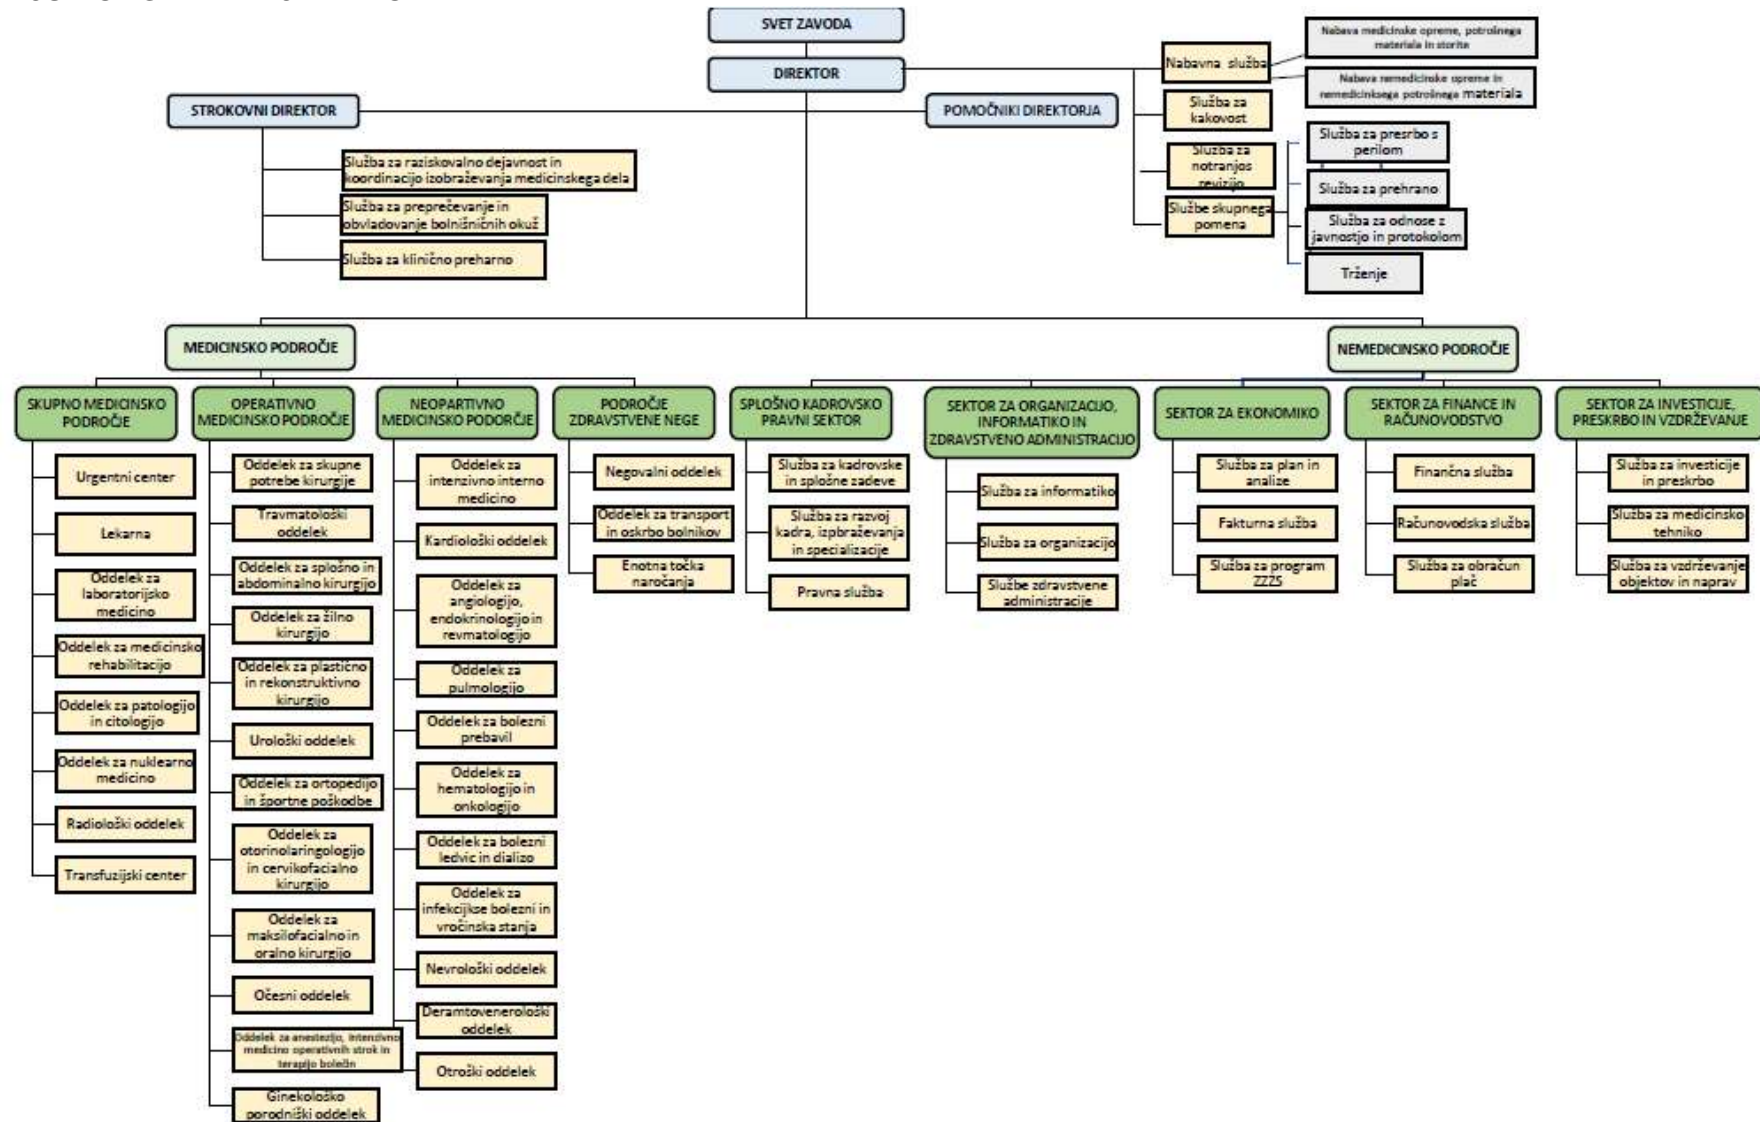 SVET ZAVODA
DIREKTOR
STROKOVNI DIREKTOR
POMOČNIKI DIREKTORJA
Služba za raziskovalno dejavnost in
koordinacijo izobraževanja medicinskega dela
Služba za preprečevanje in
obvladovanje bolnišničnih okuž
Služba za klinično preharno
Nabavna služba
Nabava medicinske opreme, potrošnega
materiala in storite
Nabava nemedicinske opreme in
nemedicinksega potrošnega materiala
Služba za
kakovost
Služba za
notranjos
revizijo
Službe skupnega
pomena
Služba za presrbo s
perilom
Služba za prehrano
Služba za odnose z
javnostjo in protokolom
Trženje
MEDICINSKO PODROČJE
NEMEDICINSKO PODROČJE
SKUPNO MEDICINSKO
PODROČJE
Urgentni center
Lekarna
Oddelek za
laboratorijsko
medicino
Oddelek za medicinsko
rehabilitacijo
Oddelek za patologijo
in citologijo
Oddelek za nuklearno
medicino
Radiološki oddelek
Transfuzijski center
OPERATIVNO
MEDICINSKO PODROČJE
Oddelek za skupne
potrebe kirurgije
Travmatološki
oddelek
Oddelek za splošno in
abdominalno kirurgijo
Oddelek za žilno
kirurgijo
Oddelek za plastično
in rekonstruktivno
kirurgijo
Urološki oddelek
Oddelek za ortopedijo
in športne poškodbe
Oddelek za
otorinolaringologijo
in cervikofacialno
kirurgijo
Oddelek za
maksilofacialno in
oralno kirurgijo
Očesni oddelek
Oddelek za anestezijo, intenzivno
medicino operativnih strok in
terapijo bolečin
Ginekološko
porodniški oddelek
NEOPARTIVNO
MEDICINSKO PODORČJE
Oddelek za
intenzivno interno
medicino
Kardiološki oddelek
Oddelek za
angiologijo,
endokrinologijo in
revmatologijo
Oddelek za
pulmologijo
Oddelek za bolezni
prebavil
Oddelek za
hematologijo in
onkologijo
Oddelek za bolezni
ledvic in dializo
Oddelek za
infekcijkse bolezni in
vročinska stanja
Nevrološki oddelek
Deramtovenerološki
oddelek
Otroški oddelek
PODROČJE
ZDRAVSTVENE NEGE
Negovalni oddelek
Oddelek za transport
in oskrbo bolnikov
Enotna točka
naročanja
SPLOŠNO KADROVSKO
PRAVNI SEKTOR
Služba za kadrovske
in splošne zadeve
Služba za razvoj
kadra, izpbraževanja
in specializacije
Pravna služba
SEKTOR ZA ORGANIZACIJO,
INFORMATIKO IN
ZDRAVSTVENO ADMINISTRACIJO
Služba za informatiko
Služba za organizacijo
Službe zdravstvene
administracije
SEKTOR ZA EKONOMIKO
Služba za plan in
analize
Fakturna služba
Služba za program
ZZZS
SEKTOR ZA FINANCE IN
RAČUNOVODSTVO
Finančna služba
Računovodska služba
Služba za obračun
plač
SEKTOR ZA INVESTICIJE,
PRESKRBO IN VZDRŽEVANJE
Služba za investicije
in preskrbo
Služba za medicinsko
tehniko
Služba za vzdrževanje
objektov in naprav